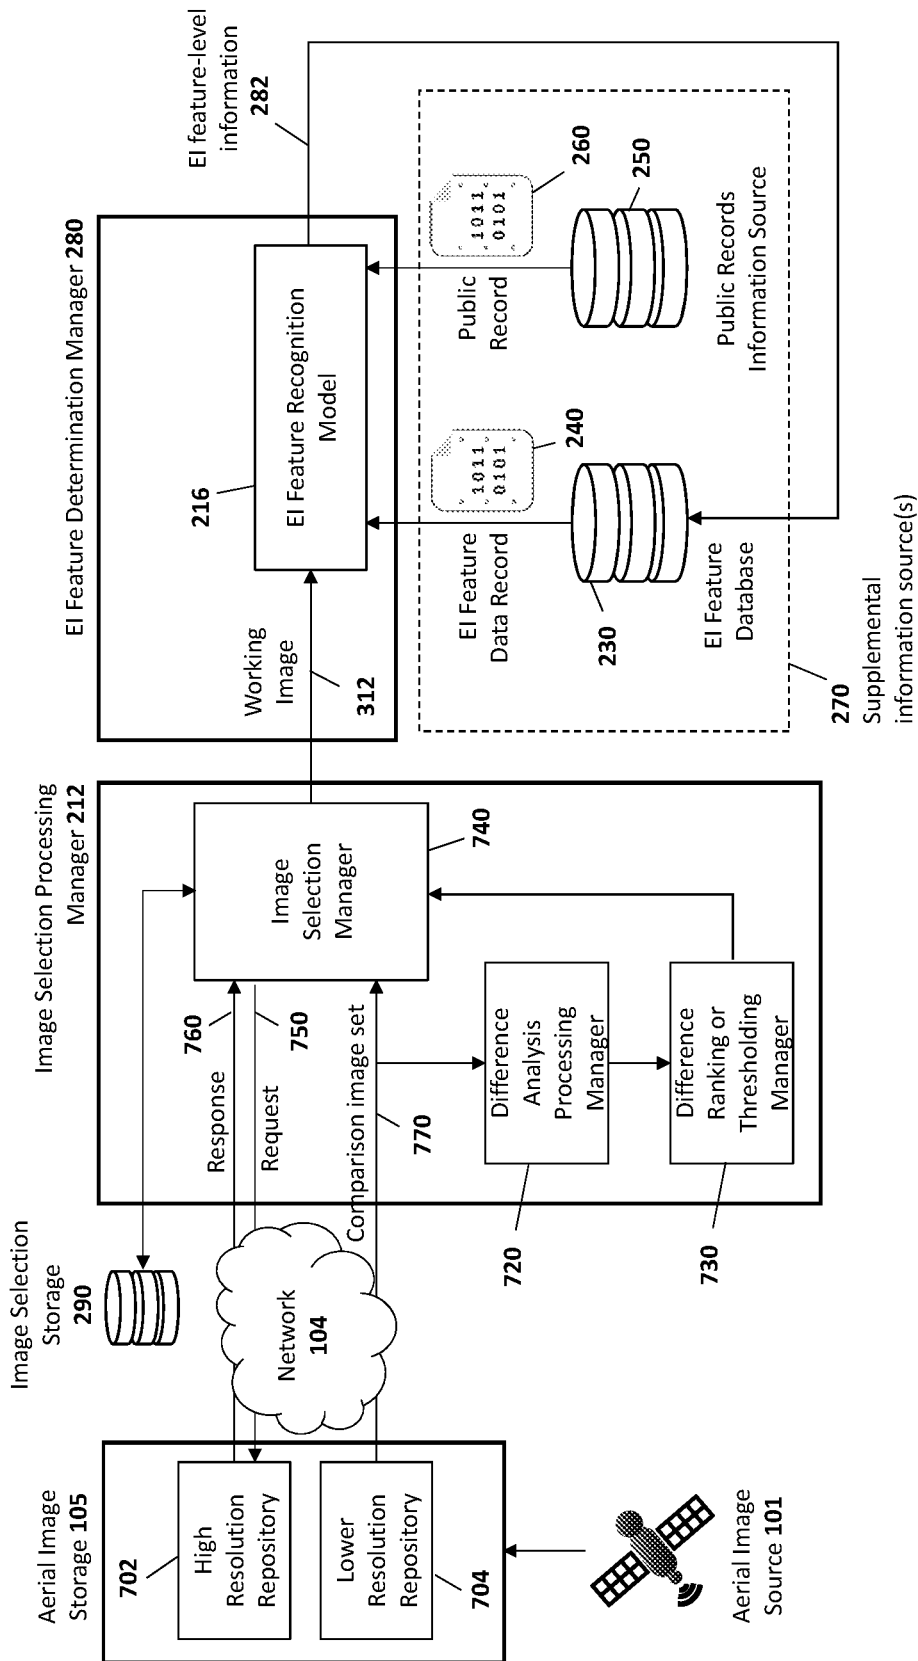 Aerial Image
Storage 105
702
High
Resolution
Repository
Lower
Resolution
Repository
704
Aerial Image
Source 101
Image Selection
Storage
290
Network
104
Image Selection Processing
Manager 212
Response
760
Request
750
Comparison image set
770
Image
Selection
Manager
740
Difference
Analysis
Processing
Manager
720
Difference
Ranking or
Thresholding
Manager
730
EI Feature Determination Manager 280
Working
Image
312
216
EI Feature Recognition
Model
EI feature-level
information
282
EI Feature
Data Record
1011
0101
240
230
EI Feature
Database
Public
Record
1011
0101
260
250
Public Records
Information Source
270
Supplemental
information source(s)